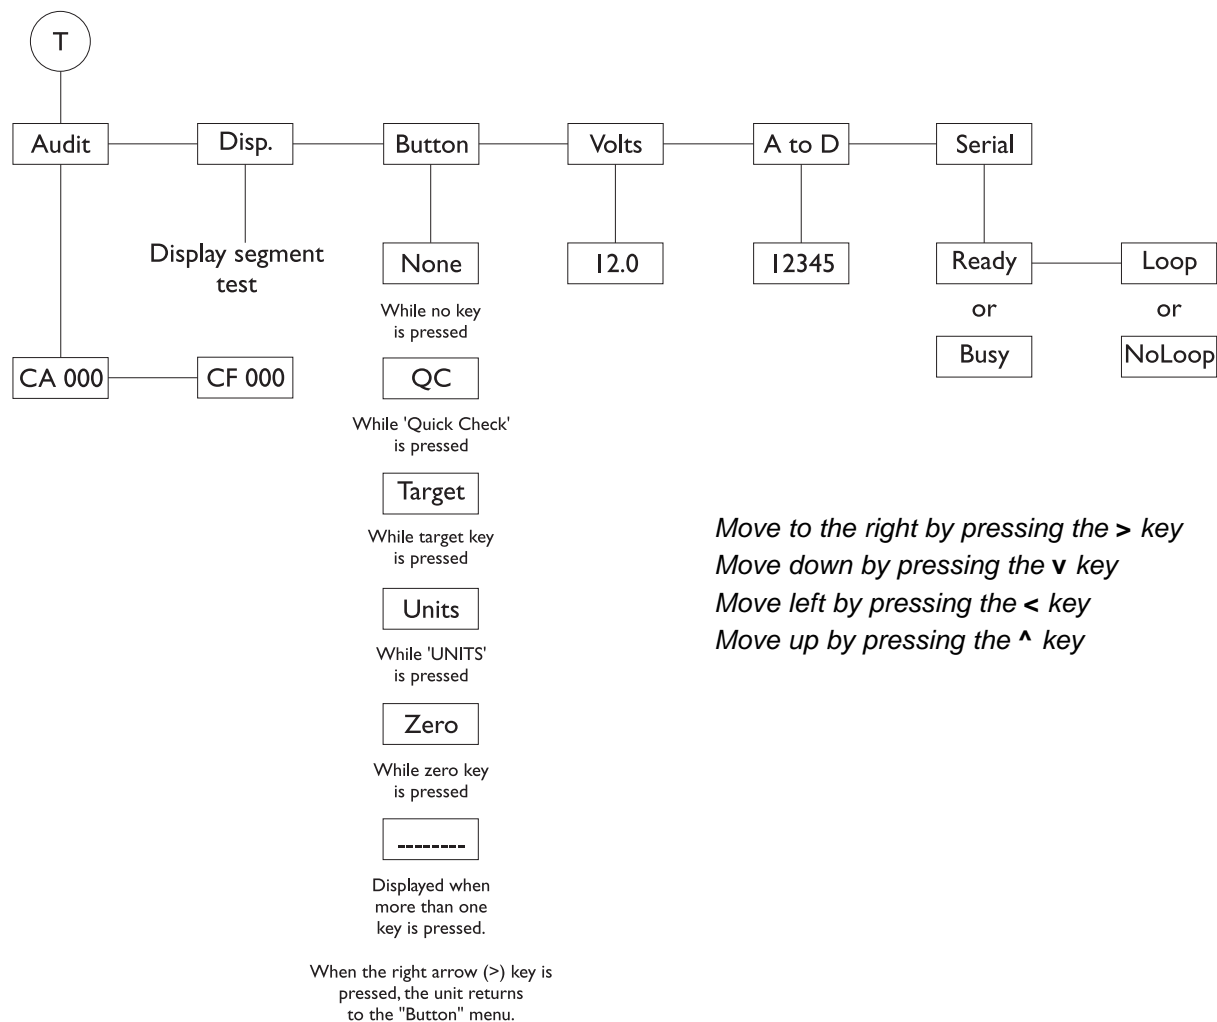 T
Audit
Disp.
Button
Volts
A to D
Serial
Display segment
test
None
12.0
12345
Ready
Loop
While no key
is pressed
or
or
CA 000
CF 000
QC
Busy
NoLoop
While 'Quick Check'
is pressed
Target
While target key
is pressed
Units
While 'UNITS'
is pressed
Zero
While zero key
is pressed
--------
Displayed when
more than one
key is pressed.
When the right arrow (>) key is
pressed, the unit returns
to the "Button" menu.
Move to the right by pressing the > key
Move down by pressing the v key
Move left by pressing the < key
Move up by pressing the ^ key